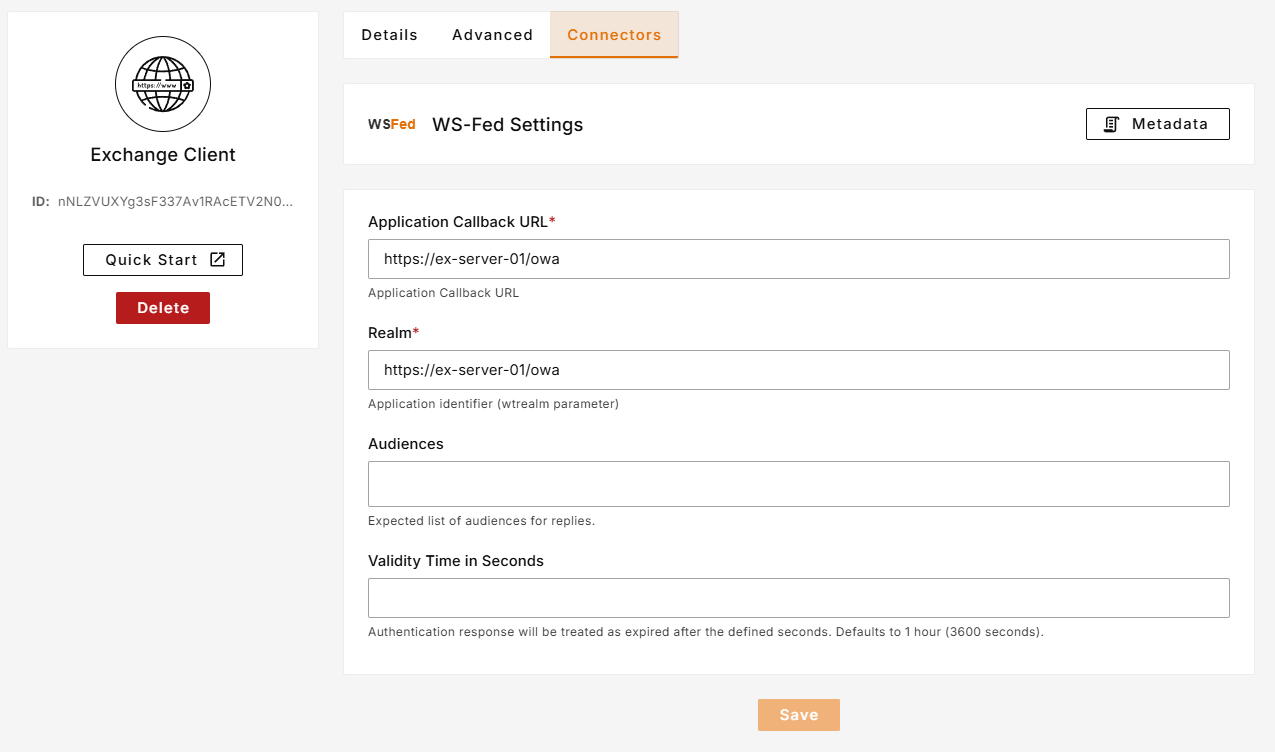 https://www
Exchange Client
ID: nNLZVUXYg3sF337Av1RAcETV2N0...
Quick Start
Delete
Details Advanced Connectors
WSFed WS-Fed Settings Metadata
Application Callback URL*
https://ex-server-01/owa
Application Callback URL
Realm*
https://ex-server-01/owa
Application identifier (wtrealm parameter)
Audiences
Expected list of audiences for replies.
Validity Time in Seconds
Authentication response will be treated as expired after the defined seconds. Defaults to 1 hour (3600 seconds).
Save